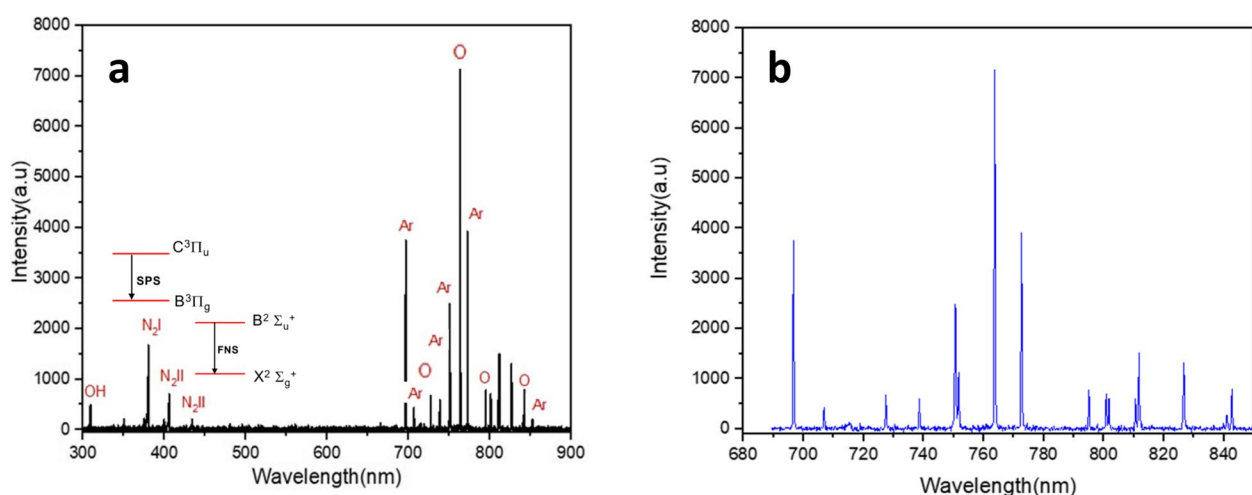 a
8000
7000
6000
5000
4000
3000
2000
1000
0
Intensity(a.u)
300 400 500 600 700 800 900
Wavelength(nm)
O
Ar
Ar
Ar
Ar
O
Ar
O
O
Ar
C³Πᵤ
SPS
B³Π_g
N₂I
B² Σᵤ⁺
FNS
N₂II
X² Σ_g⁺
OH
N₂II
b
8000
7000
6000
5000
4000
3000
2000
1000
0
Intensity(a.u)
680 700 720 740 760 780 800 820 840
Wavelength(nm)